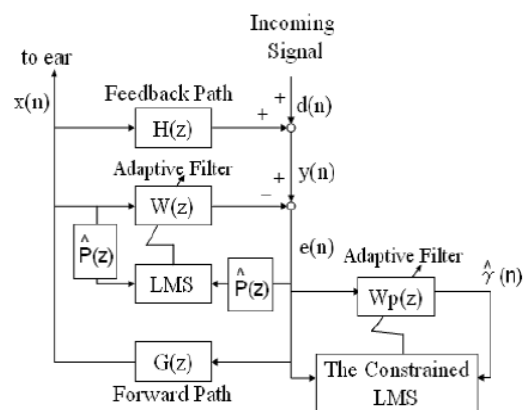 Incoming
Signal
to ear
x(n)
Feedback Path
H(z)
+
+
d(n)
Adaptive Filter
W(z)
+
−
y(n)
^
P(z)
LMS
^
P(z)
e(n)
Adaptive Filter
Wp(z)
^
γ(n)
G(z)
Forward Path
The Constrained
LMS